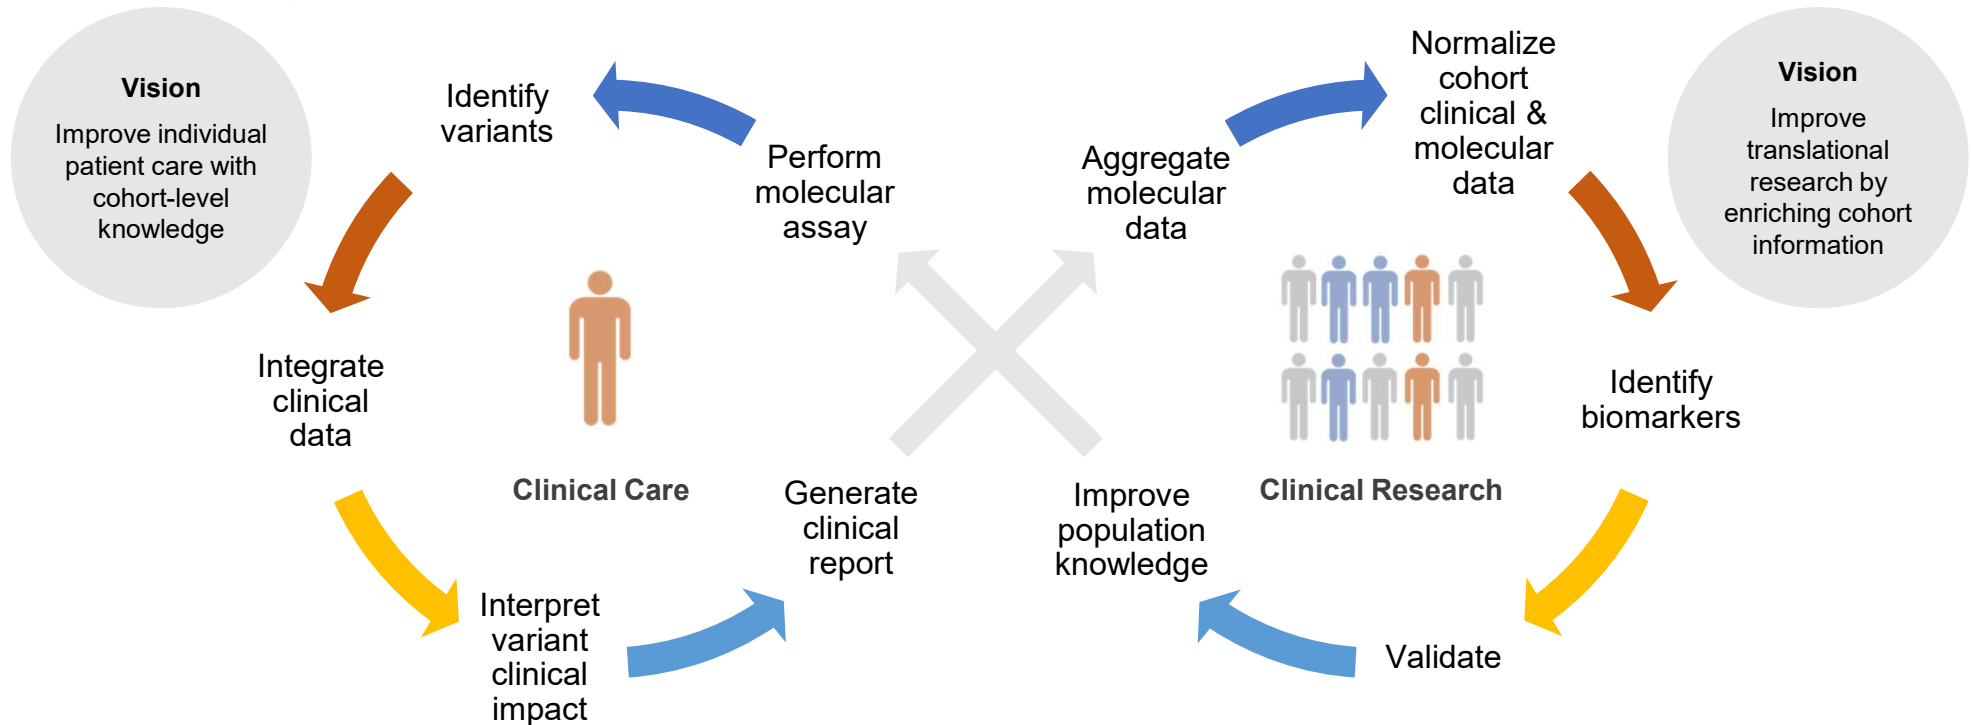 Vision
Improve individual
patient care with
cohort-level
knowledge
Identify
variants
Perform
molecular
assay
Integrate
clinical
data
Clinical Care
Interpret
variant
clinical
impact
Generate
clinical
report
Aggregate
molecular
data
Normalize
cohort
clinical &
molecular
data
Vision
Improve
translational
research by
enriching cohort
information
Identify
biomarkers
Clinical Research
Improve
population
knowledge
Validate